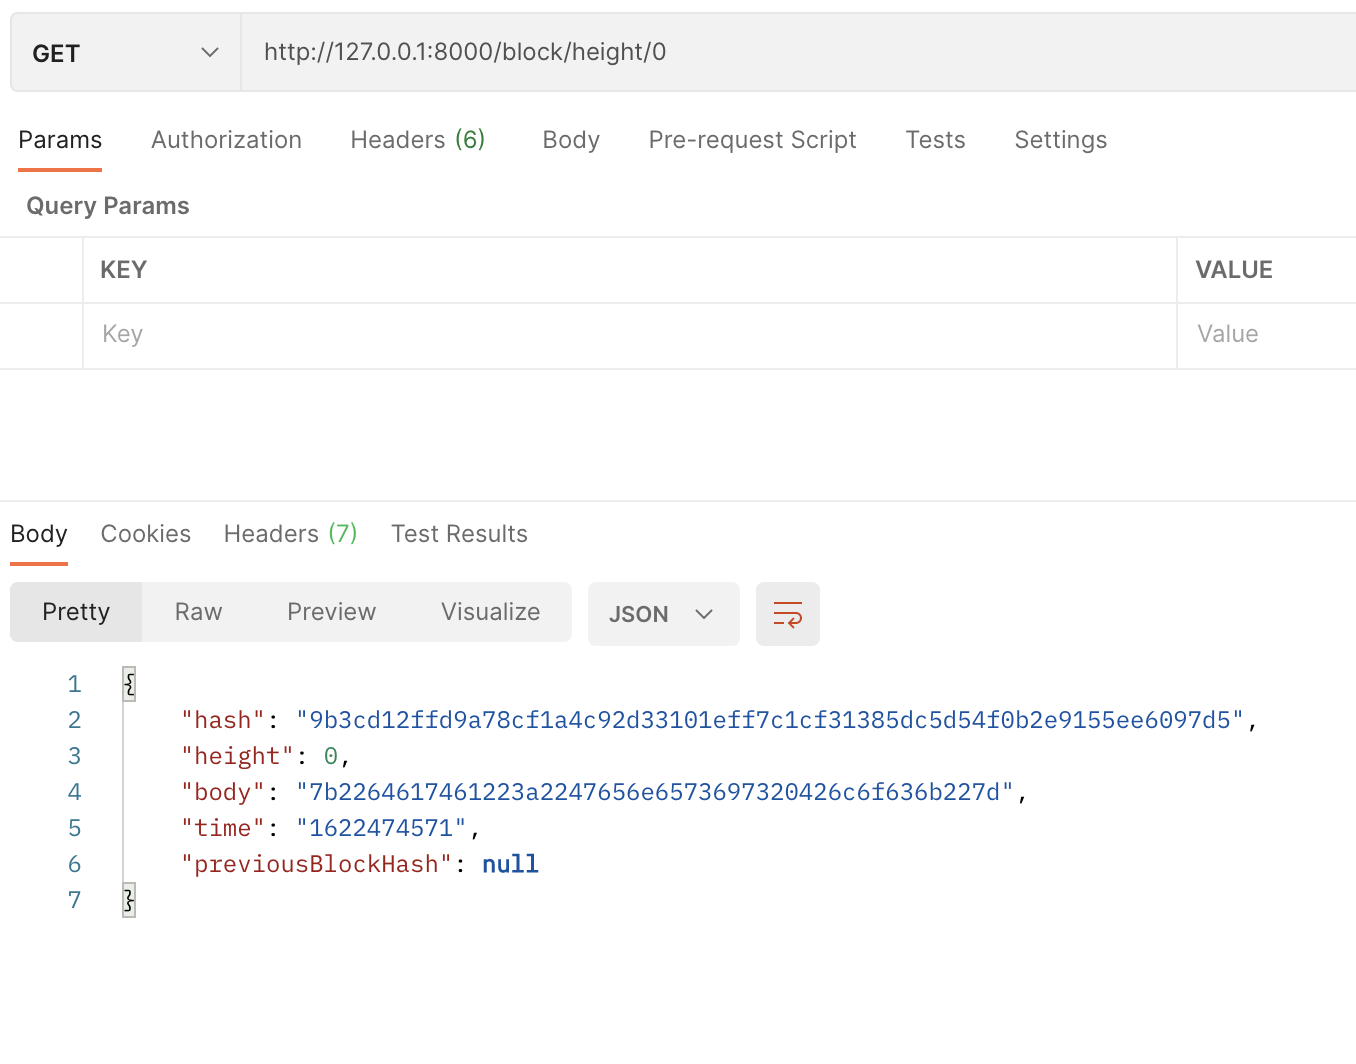 GET http://127.0.0.1:8000/block/height/0
Params Authorization Headers (6) Body Pre-request Script Tests Settings
Query Params
KEY VALUE
Key Value
Body Cookies Headers (7) Test Results
Pretty Raw Preview Visualize JSON
1 {
2 "hash": "9b3cd12ffd9a78cf1a4c92d33101eff7c1cf31385dc5d54f0b2e9155ee6097d5",
3 "height": 0,
4 "body": "7b2264617461223a2247656e6573697320426c6f636b227d",
5 "time": "1622474571",
6 "previousBlockHash": null
7 }